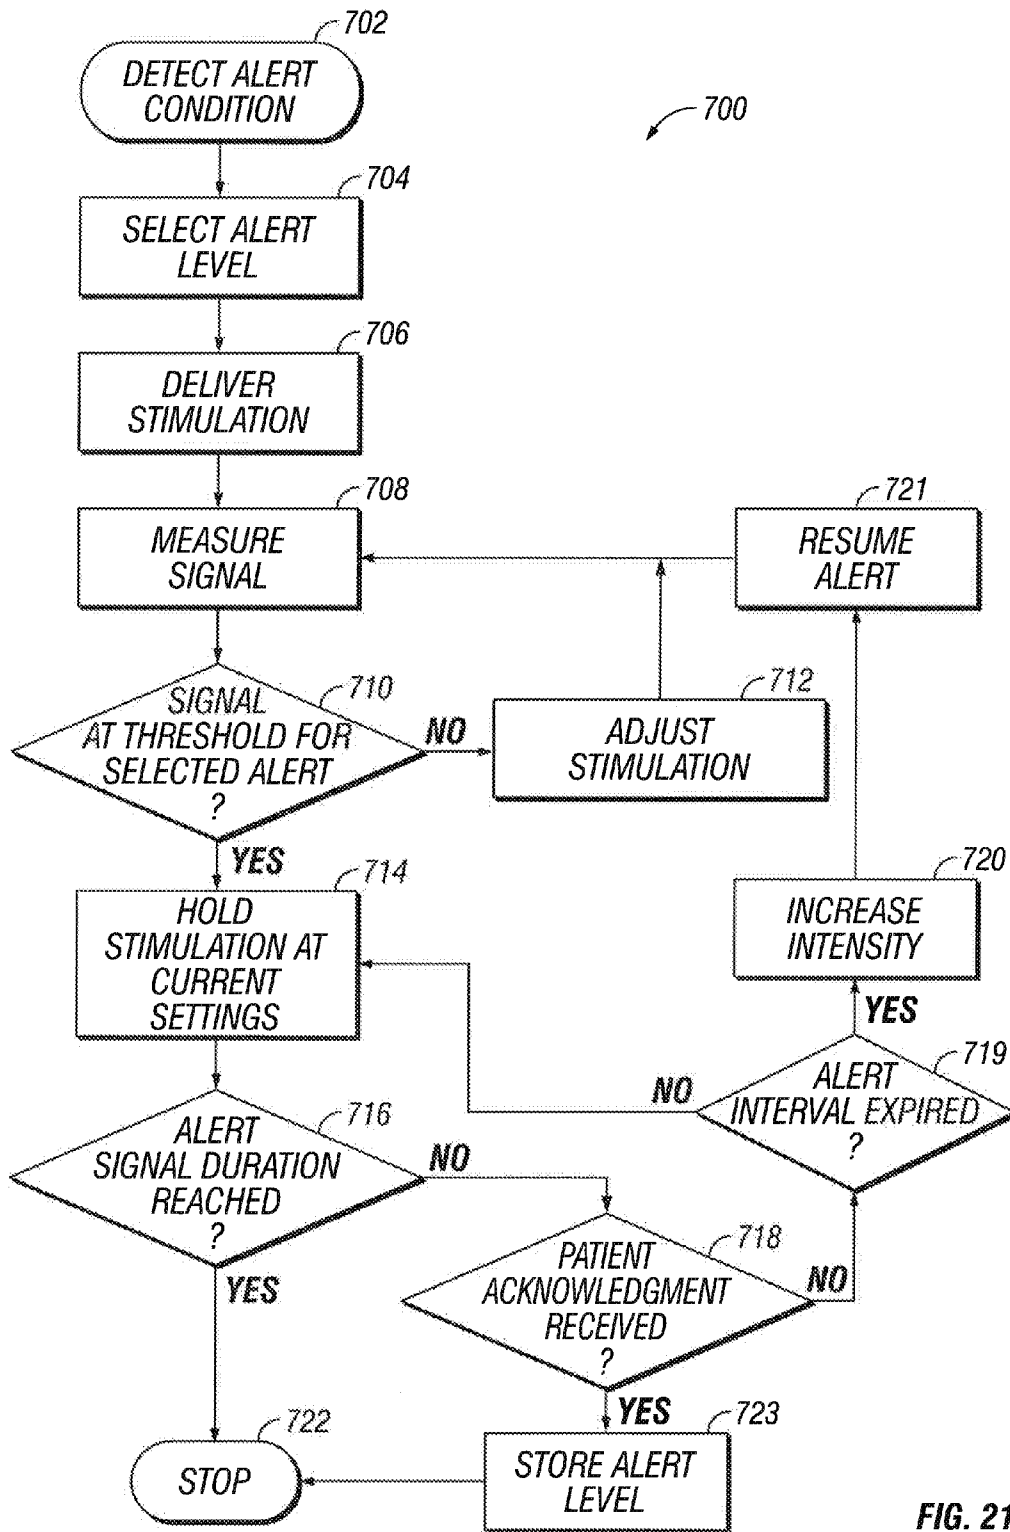 702
DETECT ALERT
CONDITION
700
704
SELECT ALERT
LEVEL
706
DELIVER
STIMULATION
708
MEASURE
SIGNAL
721
RESUME
ALERT
710
SIGNAL
AT THRESHOLD FOR
SELECTED ALERT
?
NO
712
ADJUST
STIMULATION
YES
714
HOLD
STIMULATION AT
CURRENT
SETTINGS
720
INCREASE
INTENSITY
YES
719
ALERT
INTERVAL EXPIRED
?
NO
716
ALERT
SIGNAL DURATION
REACHED
?
NO
718
PATIENT
ACKNOWLEDGMENT
RECEIVED
?
NO
YES
YES
722
STOP
723
STORE ALERT
LEVEL
FIG. 21